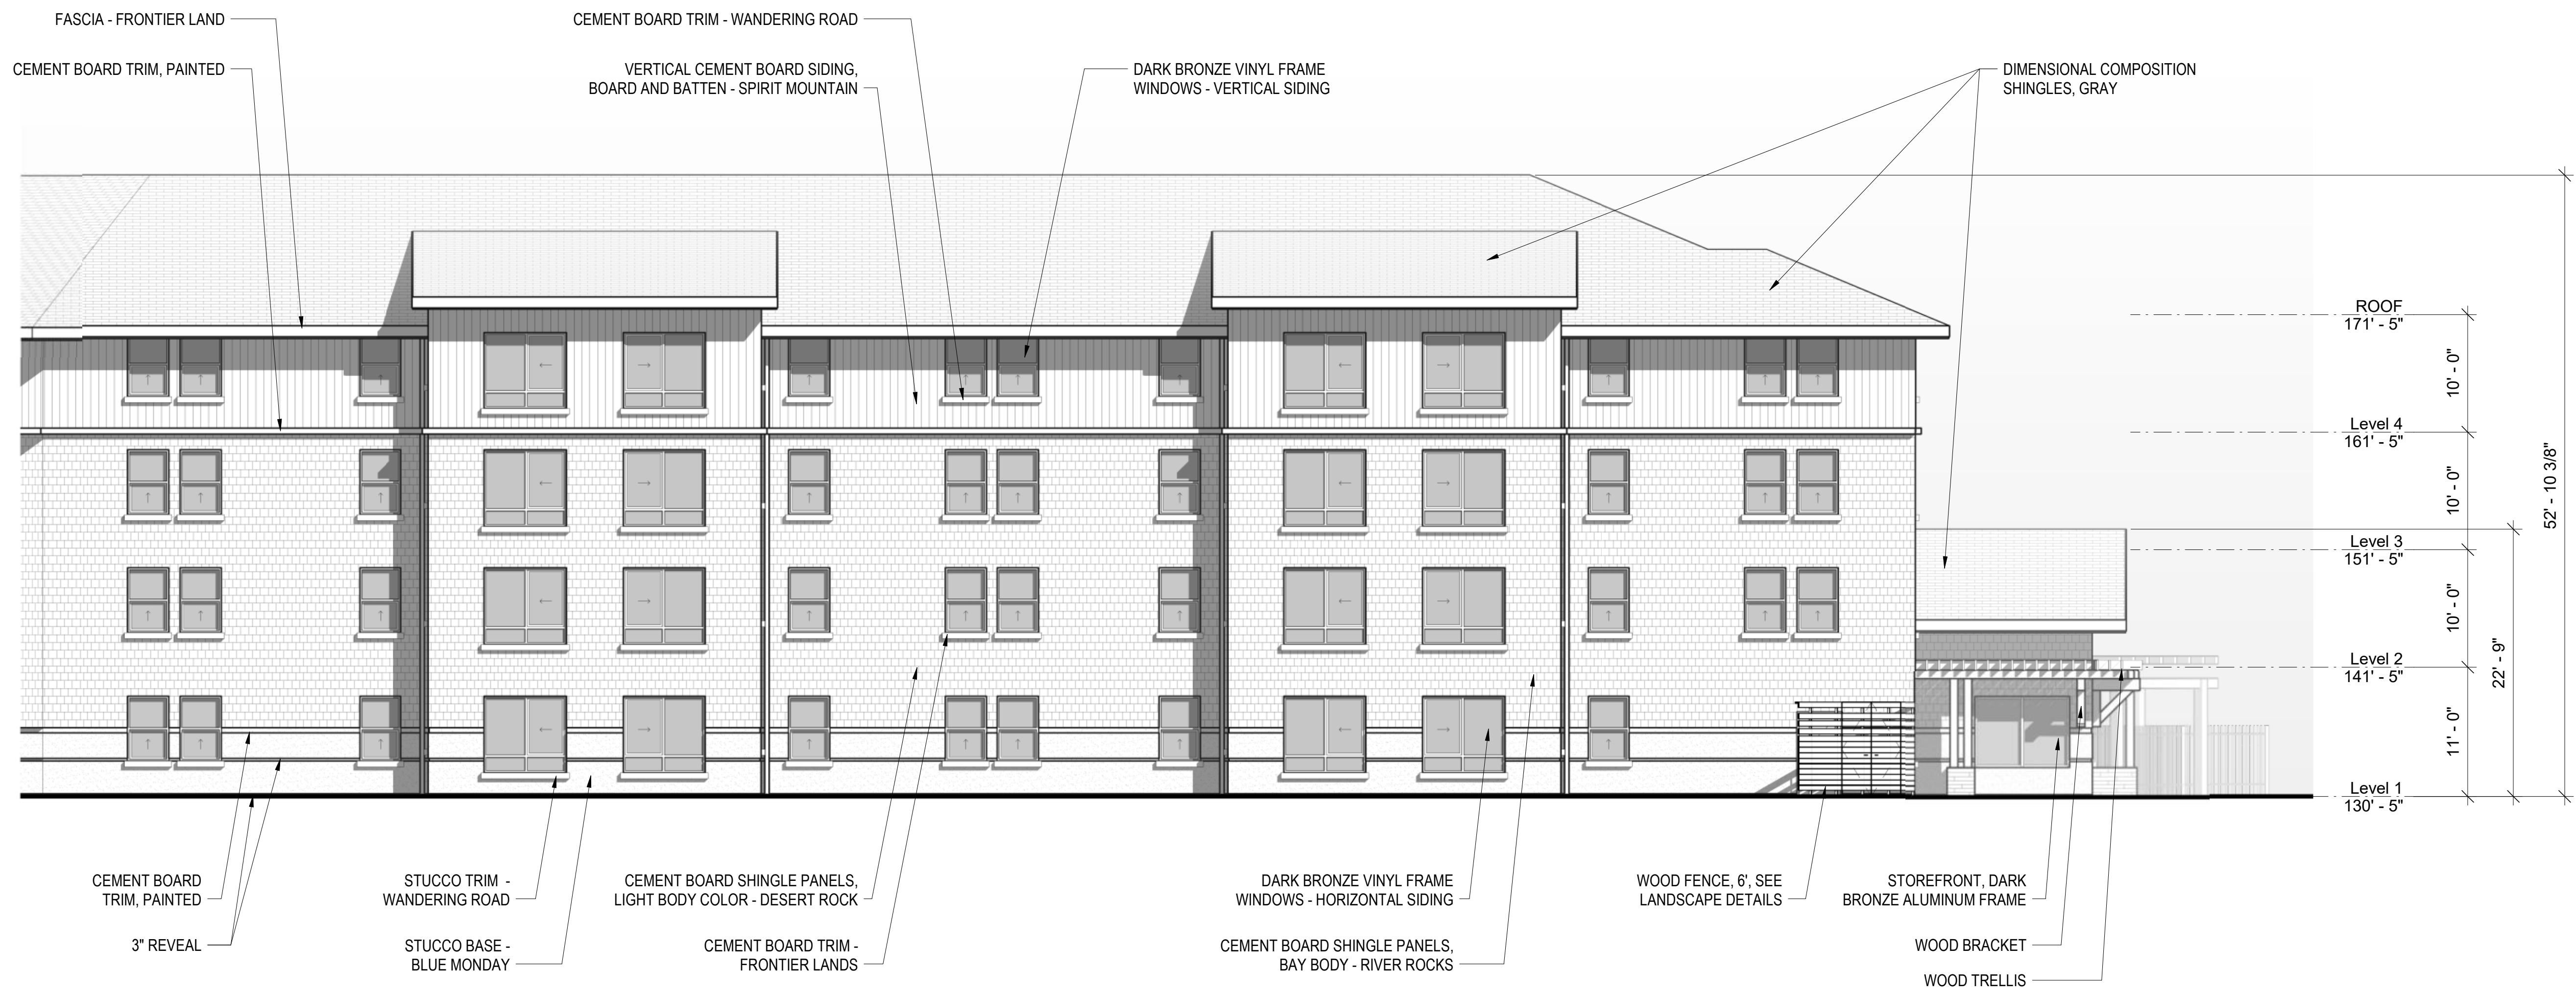 FASCIA - FRONTIER LAND
CEMENT BOARD TRIM, PAINTED
CEMENT BOARD TRIM - WANDERING ROAD
VERTICAL CEMENT BOARD SIDING,
BOARD AND BATTEN - SPIRIT MOUNTAIN
DARK BRONZE VINYL FRAME
WINDOWS - VERTICAL SIDING
DIMENSIONAL COMPOSITION
SHINGLES, GRAY
ROOF
171' - 5"
10' - 0"
Level 4
161' - 5"
10' - 0"
52' - 10 3/8"
Level 3
151' - 5"
10' - 0"
Level 2
141' - 5"
22' - 9"
11' - 0"
Level 1
130' - 5"
CEMENT BOARD
TRIM, PAINTED
3" REVEAL
STUCCO TRIM -
WANDERING ROAD
STUCCO BASE -
BLUE MONDAY
CEMENT BOARD SHINGLE PANELS,
LIGHT BODY COLOR - DESERT ROCK
CEMENT BOARD TRIM -
FRONTIER LANDS
DARK BRONZE VINYL FRAME
WINDOWS - HORIZONTAL SIDING
CEMENT BOARD SHINGLE PANELS,
BAY BODY - RIVER ROCKS
WOOD FENCE, 6', SEE
LANDSCAPE DETAILS
STOREFRONT, DARK
BRONZE ALUMINUM FRAME
WOOD BRACKET
WOOD TRELLIS